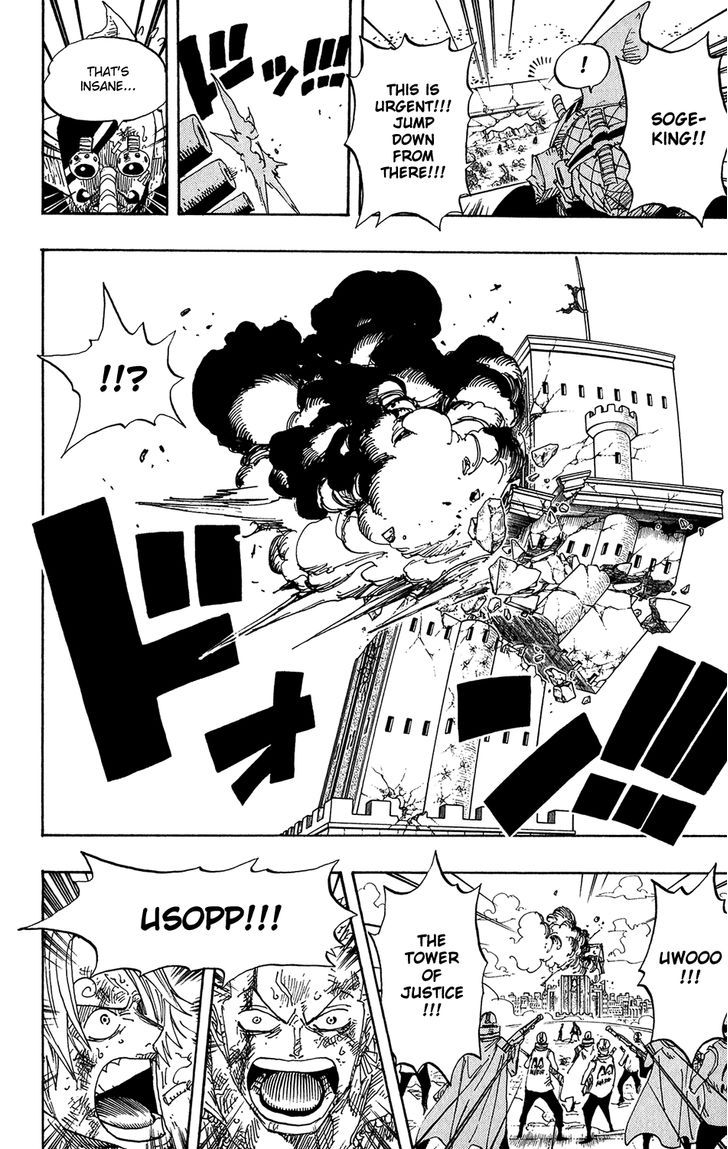 SOGE-
KING!!
!
THIS IS
URGENT!!!
JUMP
DOWN
FROM
THERE!!!
ドッ!!!
THAT'S
INSANE...
!!?
ドォン!!!
UWOOO
!!!
THE
TOWER
OF
JUSTICE
!!!
USOPP!!!